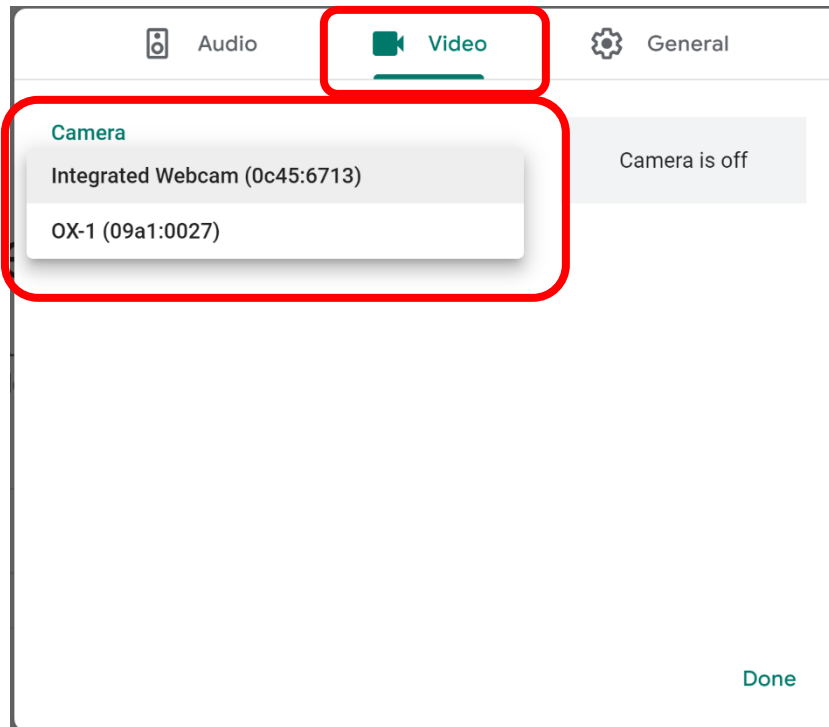 Audio
Video
General
Camera
Camera is off
Integrated Webcam (0c45:6713)
OX-1 (09a1:0027)
Done